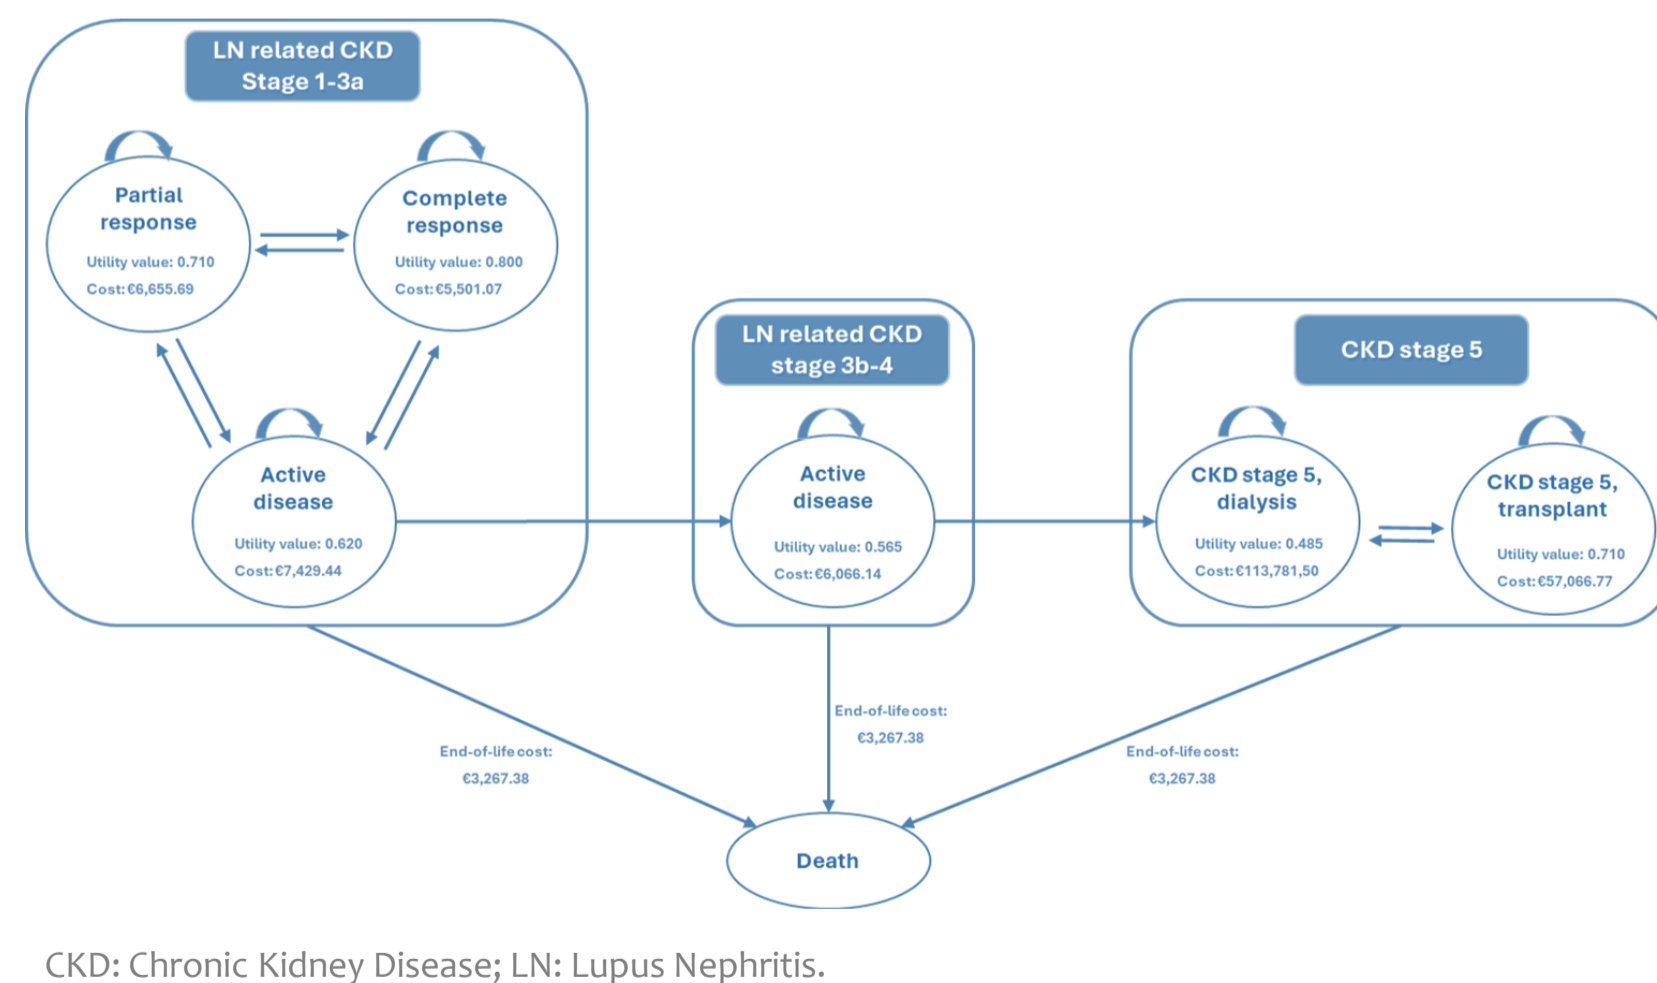 LN related CKD
Stage 1-3a
Partial
response
Utility value: 0.710
Cost:€6,655.69
Complete
response
Utility value: 0.800
Cost:€5,501.07
Active
disease
Utility value: 0.620
Cost:€7,429.44
LN related CKD
stage 3b-4
Active
disease
Utility value: 0.565
Cost:€6,066.14
CKD stage 5
CKD stage 5,
dialysis
Utility value: 0.485
Cost:€113,781,50
CKD stage 5,
transplant
Utility value: 0.710
Cost:€57,066.77
End-of-life cost:
€3,267.38
End-of-life cost:
€3,267.38
End-of-life cost:
€3,267.38
Death
CKD: Chronic Kidney Disease; LN: Lupus Nephritis.